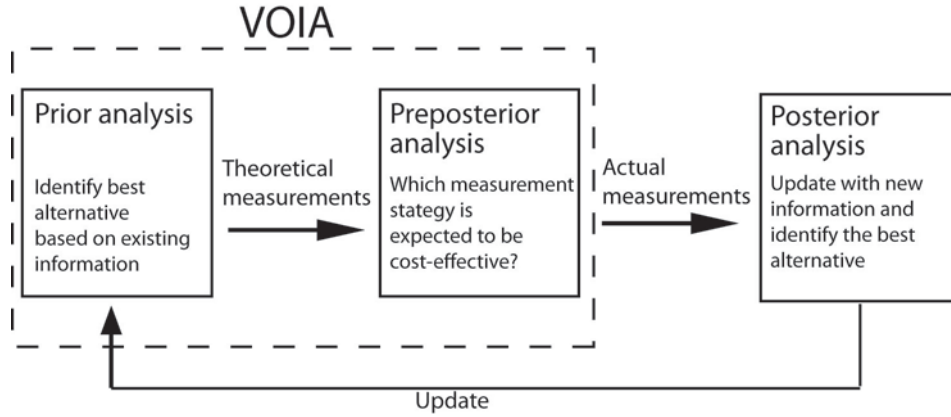 VOIA
Prior analysis
Identify best
alternative
based on existing
information
Theoretical
measurements
Preposterior
analysis
Which measurement
stategy is
expected to be
cost-effective?
Actual
measurements
Posterior
analysis
Update with new
information and
identify the best
alternative
Update